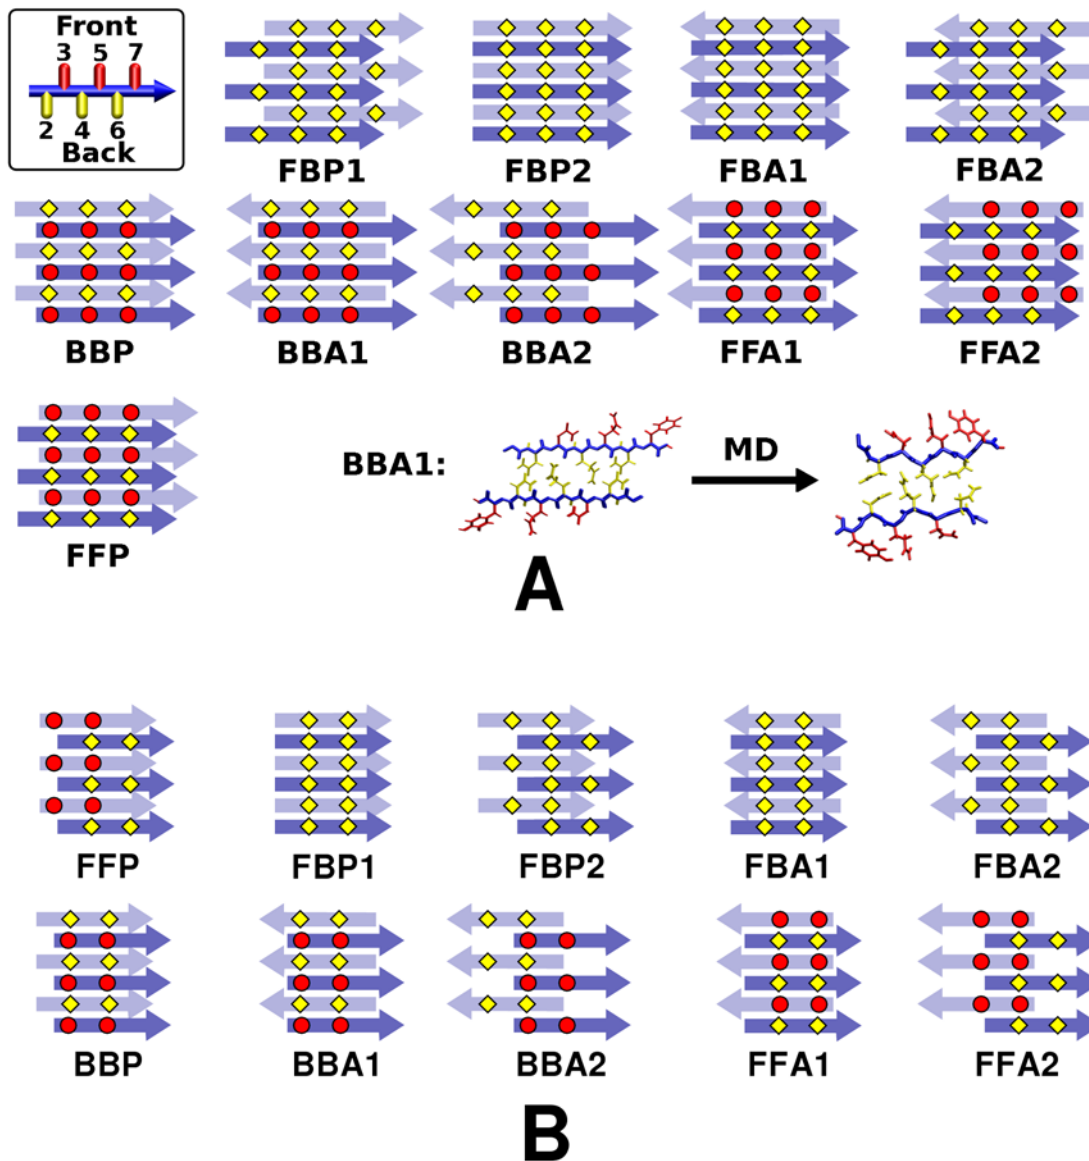 Front
3 5 7
2 4 6
Back
FBP1 FBP2 FBA1 FBA2
BBP BBA1 BBA2 FFA1 FFA2
BBA1: MD
FFP
A
FFP FBP1 FBP2 FBA1 FBA2
BBP BBA1 BBA2 FFA1 FFA2
B